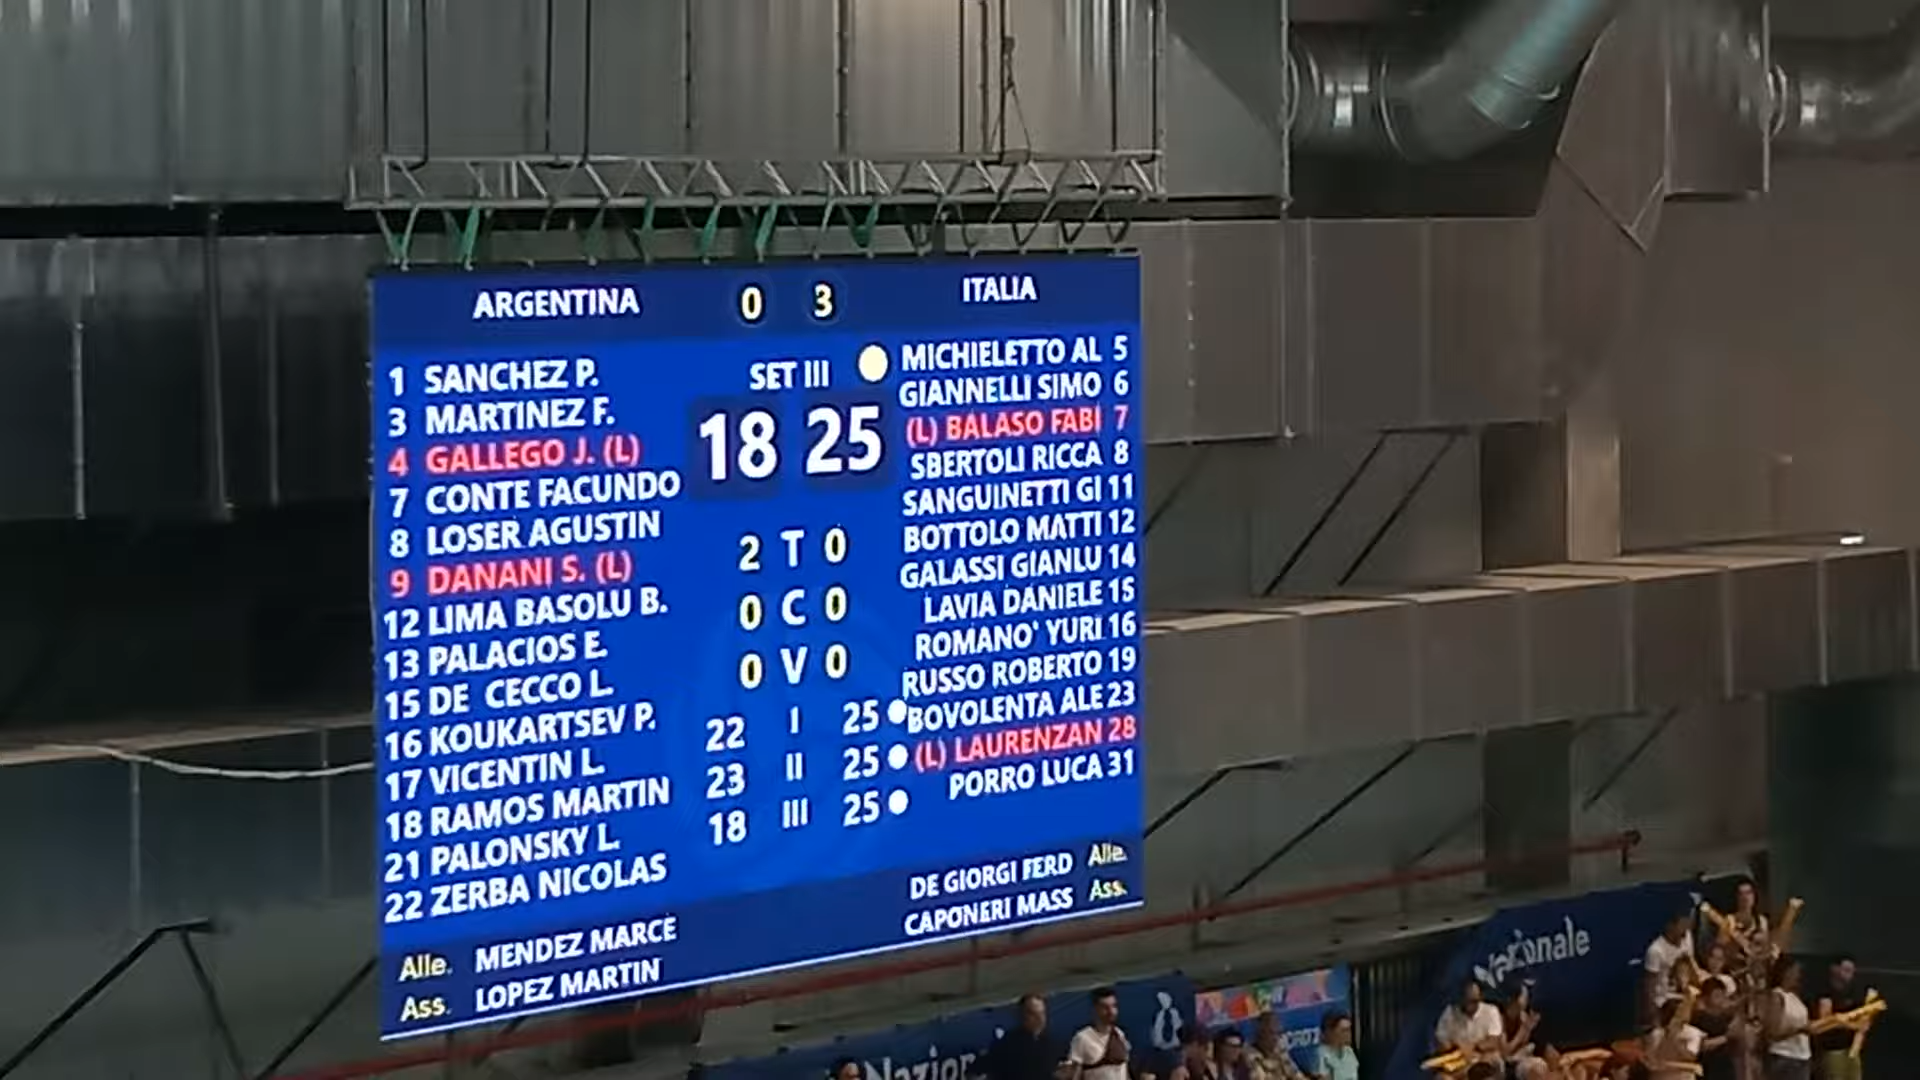 ARGENTINA 0 3 ITALIA
SET III
18 25
1 SANCHEZ P.
3 MARTINEZ F.
4 GALLEGO J. (L)
7 CONTE FACUNDO
8 LOSER AGUSTIN
9 DANANI S. (L)
12 LIMA BASOLU B.
13 PALACIOS E.
15 DE CECCO L.
16 KOUKARTSEV P.
17 VICENTIN L.
18 RAMOS MARTIN
21 PALONSKY L.
22 ZERBA NICOLAS
2 T 0
0 C 0
0 V 0
22 I 25
23 II 25
18 III 25
MICHIELETTO AL 5
GIANNELLI SIMO 6
(L) BALASO FABI 7
SBERTOLI RICCA 8
SANGUINETTI GI 11
BOTTOLO MATTI 12
GALASSI GIANLU 14
LAVIA DANIELE 15
ROMANO' YURI 16
RUSSO ROBERTO 19
BOVOLENTA ALE 23
(L) LAURENZAN 28
PORRO LUCA 31
Alle. MENDEZ MARCE
Ass. LOPEZ MARTIN
DE GIORGI FERD Alle.
CAPONERI MASS Ass.